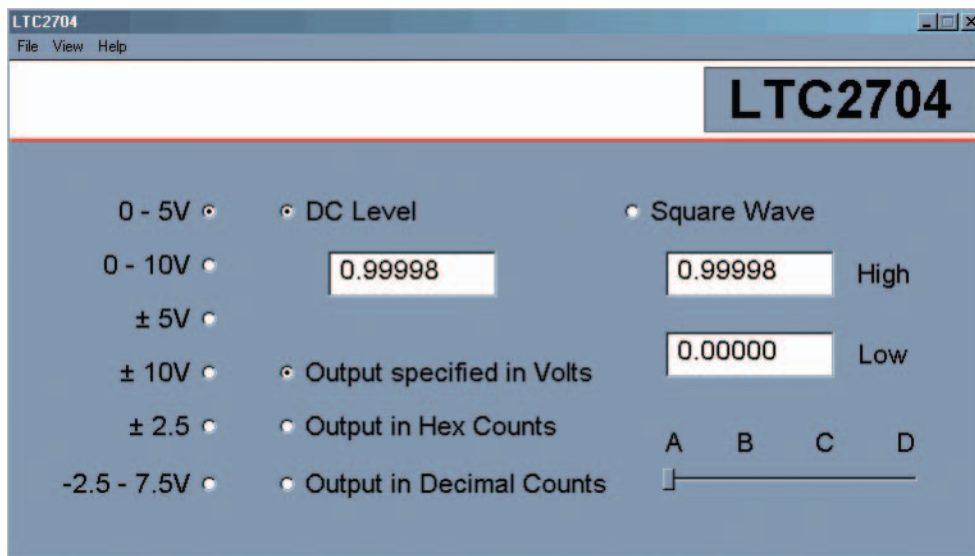 LTC2704
File View Help
LTC2704
0 - 5V
DC Level
Square Wave
0 - 10V
0.99998
0.99998
High
± 5V
± 10V
Output specified in Volts
0.00000
Low
± 2.5
Output in Hex Counts
A B C D
-2.5 - 7.5V
Output in Decimal Counts